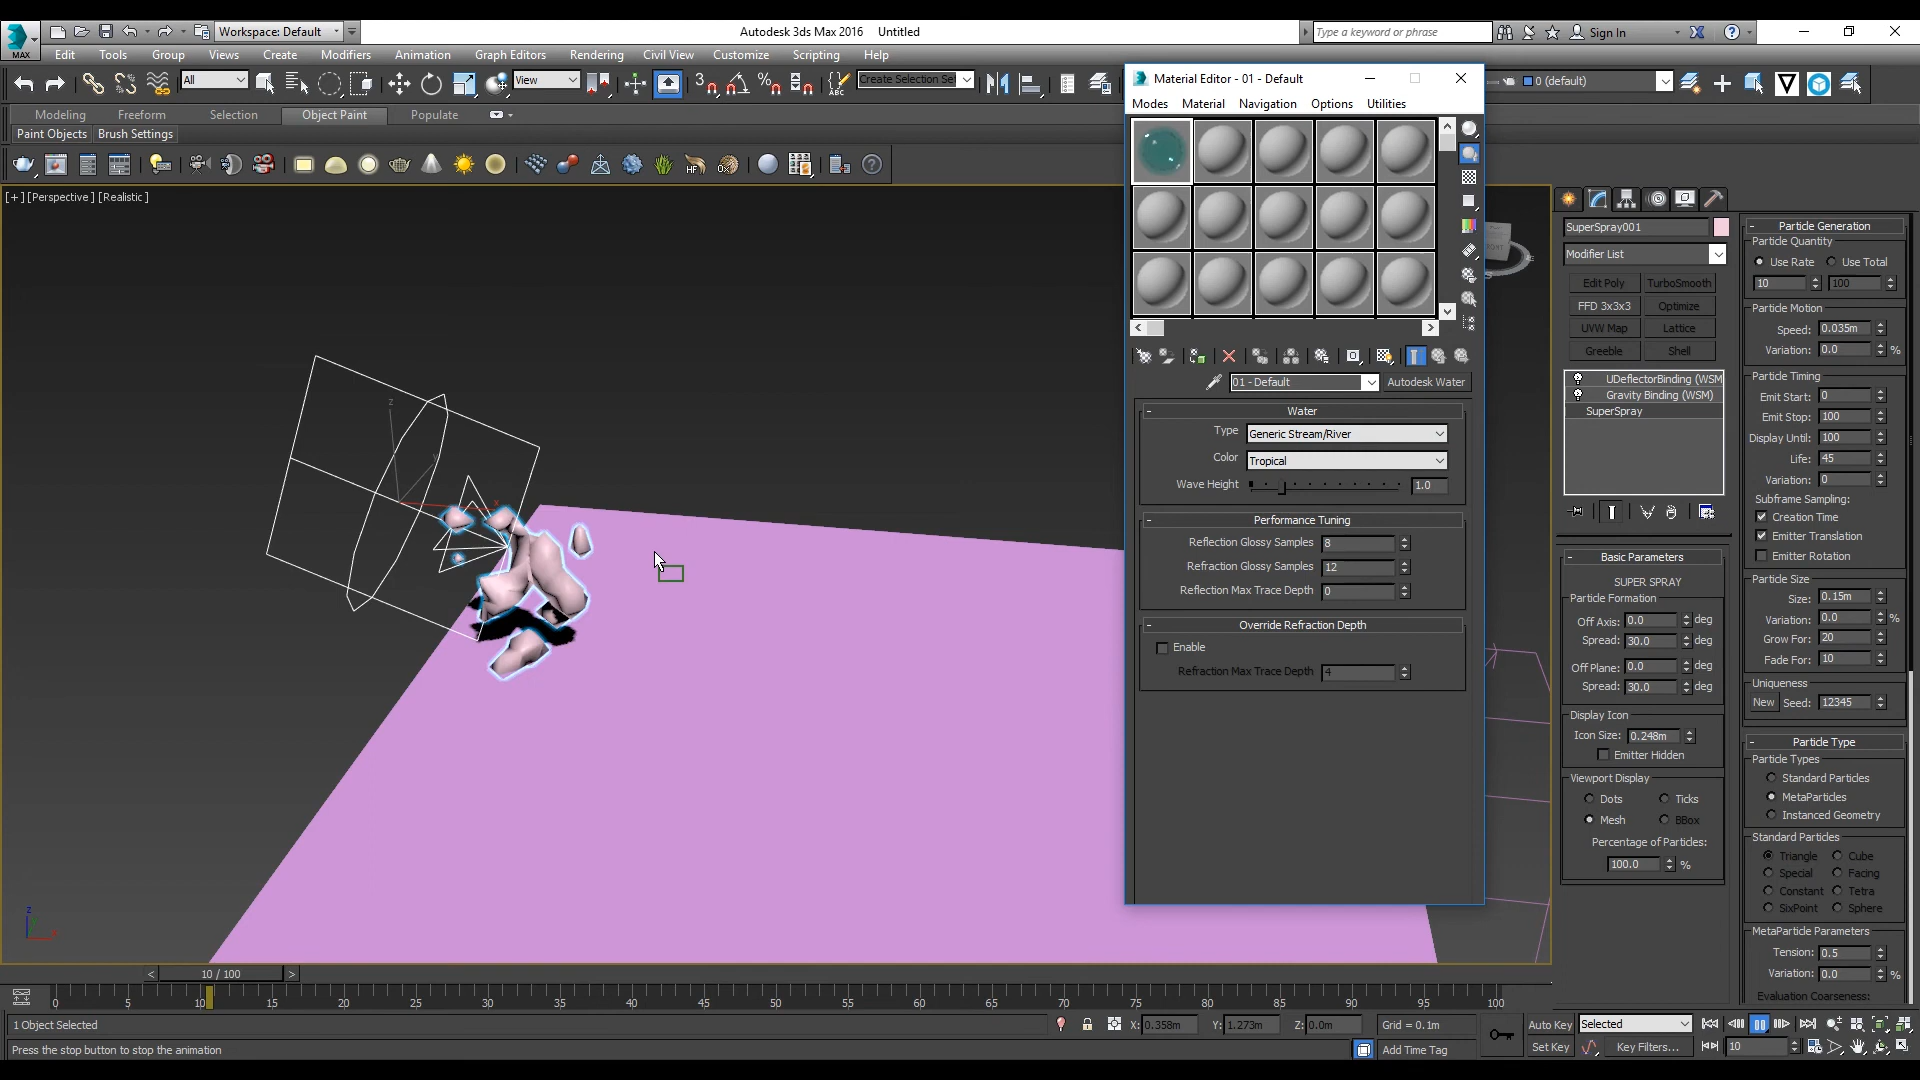 Workspace: Default
Autodesk 3ds Max 2016 Untitled
Type a keyword or phrase
Sign In
MAX
Edit Tools Group Views Create Modifiers Animation Graph Editors Rendering Civil View Customize Scripting Help
All
View
Create Selection Se
0 (default)
Modeling Freeform Selection Object Paint Populate
Paint Objects Brush Settings
[+] [Perspective] [Realistic]
Material Editor - 01 - Default
Modes Material Navigation Options Utilities
01 - Default
Autodesk Water
Water
Type Generic Stream/River
Color Tropical
Wave Height 1.0
Performance Tuning
Reflection Glossy Samples 8
Refraction Glossy Samples 12
Reflection Max Trace Depth 0
Override Refraction Depth
Enable
Refraction Max Trace Depth 4
SuperSpray001
Modifier List
Edit Poly TurboSmooth
FFD 3x3x3 Optimize
UVW Map Lattice
Greeble Shell
UDeflectorBinding (WSM
Gravity Binding (WSM)
SuperSpray
Basic Parameters
SUPER SPRAY
Particle Formation
Off Axis: 0.0 deg
Spread: 30.0 deg
Off Plane: 0.0 deg
Spread: 30.0 deg
Display Icon
Icon Size: 0.248m
Emitter Hidden
Viewport Display
Dots Ticks
Mesh BBox
Percentage of Particles:
100.0 %
Particle Generation
Particle Quantity
Use Rate Use Total
10 100
Particle Motion
Speed: 0.035m
Variation: 0.0 %
Particle Timing
Emit Start: 0
Emit Stop: 100
Display Until: 100
Life: 45
Variation: 0
Subframe Sampling:
Creation Time
Emitter Translation
Emitter Rotation
Particle Size
Size: 0.15m
Variation: 0.0 %
Grow For: 20
Fade For: 10
Uniqueness
New Seed: 12345
Particle Type
Particle Types
Standard Particles
MetaParticles
Instanced Geometry
Standard Particles
Triangle Cube
Special Facing
Constant Tetra
SixPoint Sphere
MetaParticle Parameters
Tension: 0.5
Variation: 0.0 %
Evaluation Coarseness:
10 / 100
0 5 10 15 20 25 30 35 40 45 50 55 60 65 70 75 80 85 90 95 100
1 Object Selected
X: 0.358m Y: 1.273m Z: 0.0m
Grid = 0.1m
Auto Key Selected
Press the stop button to stop the animation
Add Time Tag
Set Key Key Filters...
10